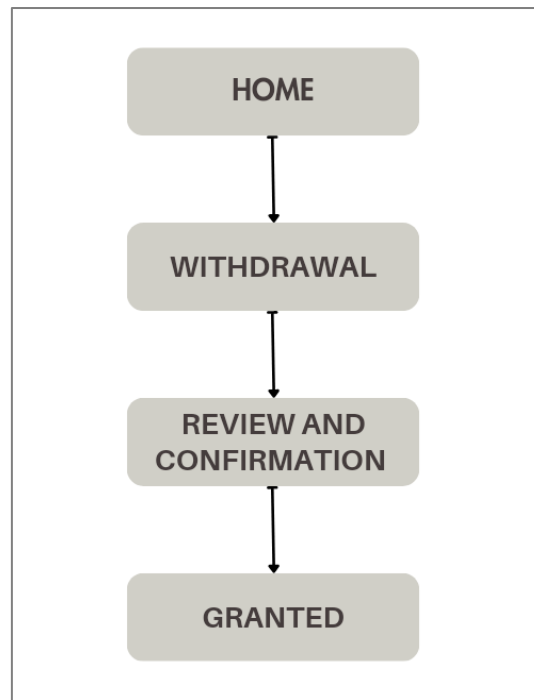 HOME
WITHDRAWAL
REVIEW AND
CONFIRMATION
GRANTED